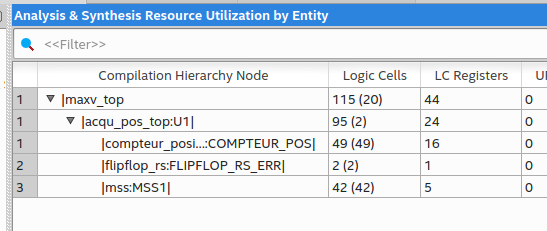 Analysis & Synthesis Resource Utilization by Entity
<<Filter>>
Compilation Hierarchy Node Logic Cells LC Registers
1 |maxv_top 115 (20) 44 0
1 |acqu_pos_top:U1| 95 (2) 24 0
1 |compteur_posi...:COMPTEUR_POS| 49 (49) 16 0
2 |flipflop_rs:FLIPFLOP_RS_ERR| 2 (2) 1 0
3 |mss:MSS1| 42 (42) 5 0